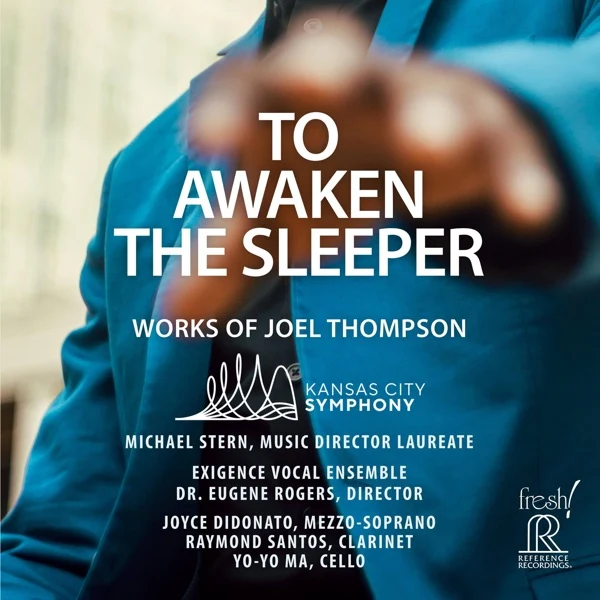 TO
AWAKEN
THE SLEEPER
WORKS OF JOEL THOMPSON
KANSAS CITY
SYMPHONY
MICHAEL STERN, MUSIC DIRECTOR LAUREATE
EXIGENCE VOCAL ENSEMBLE
DR. EUGENE ROGERS, DIRECTOR
JOYCE DIDONATO, MEZZO-SOPRANO
RAYMOND SANTOS, CLARINET
YO-YO MA, CELLO
fresh!
R
REFERENCE
RECORDINGS®